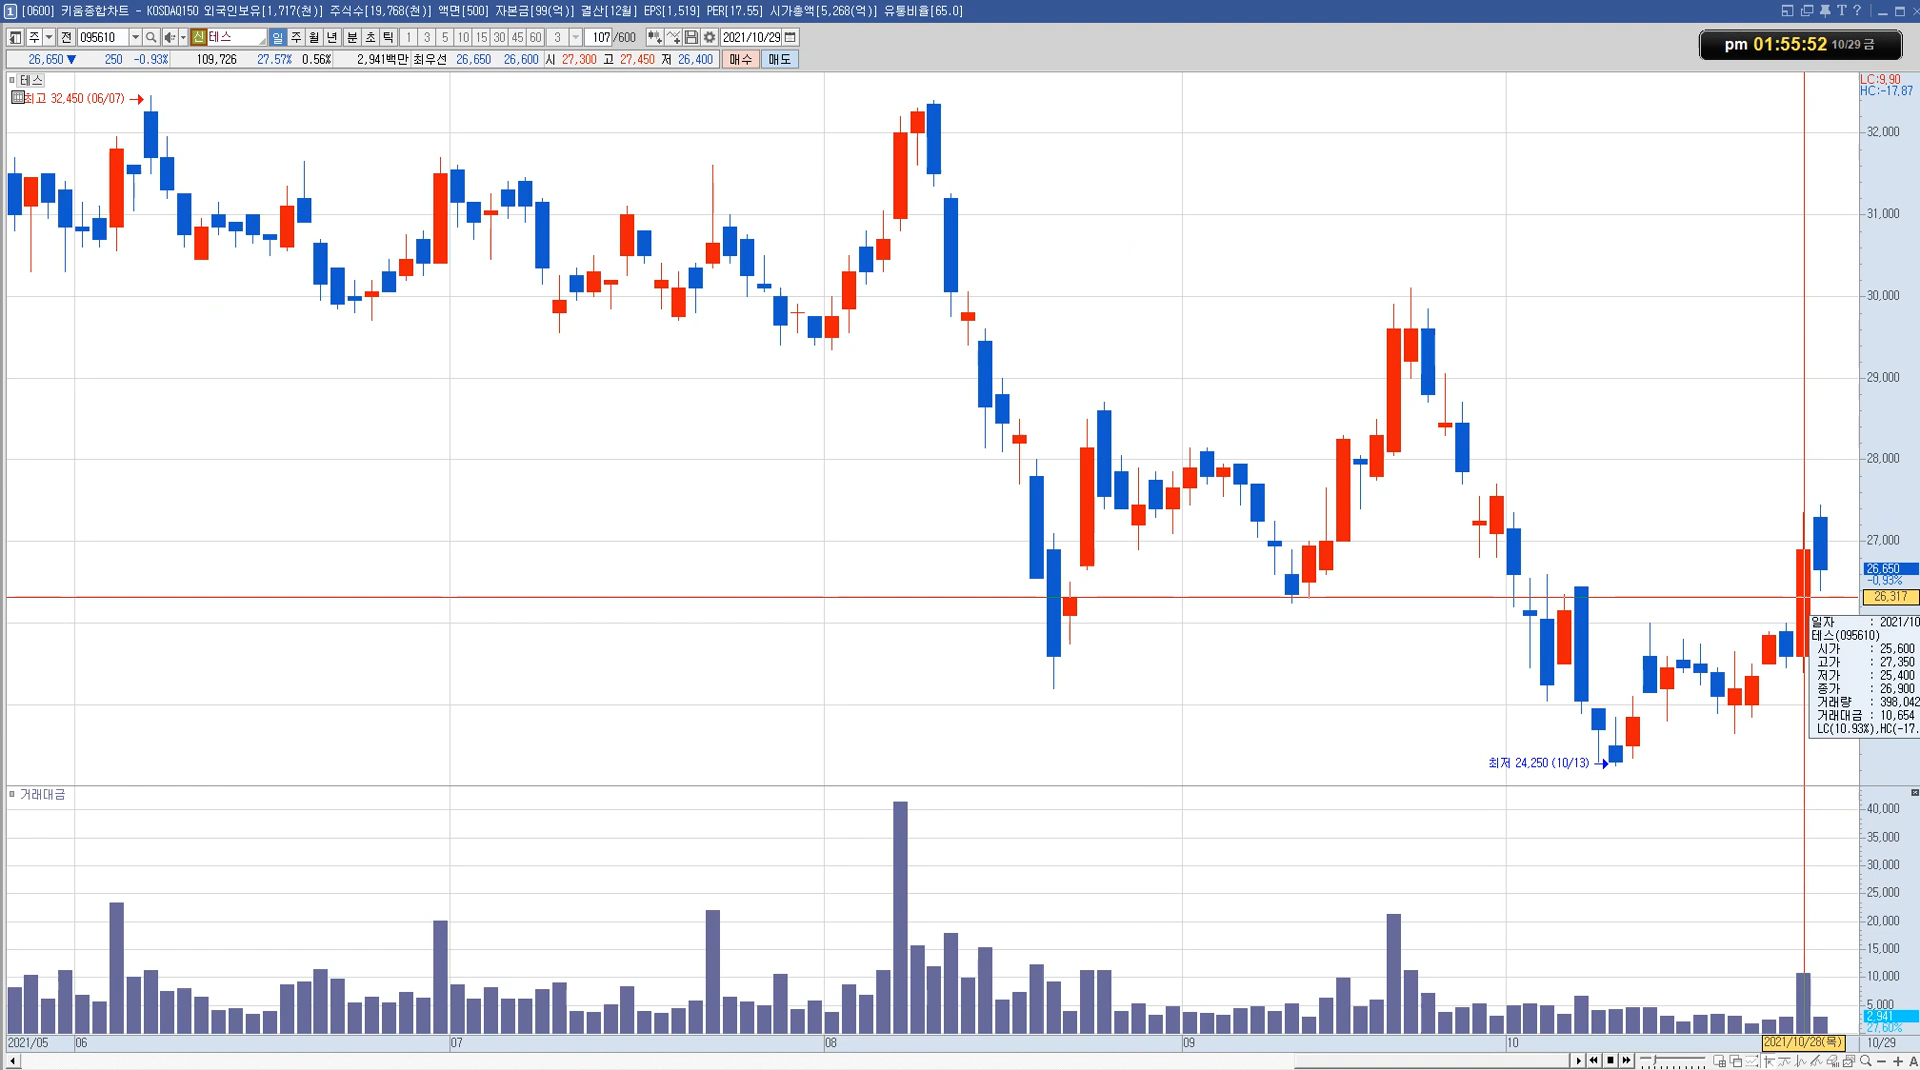 1 [0600] 키움종합차트 - KOSDAQ150 외국인보유[1,717(천)] 주식수[19,768(천)] 액면[500] 자본금[99(억)] 결산[12월] EPS[1,519] PER[17.55] 시가총액[5,268(억)] 유통비율[65.0]
주 전 095610 신 테스 일 주 월 년 분 초 틱 1 3 5 10 15 30 45 60 3 107 /600 2021/10/29
pm 01:55:52 10/29 금
26,650 ▼ 250 -0.93% 109,726 27.57% 0.56% 2,941백만 최우선 26,650 26,600 시 27,300 고 27,450 저 26,400 매수 매도
테스
LC:9.90
HC:-17.87
최고 32,450 (06/07)
32,000
31,000
30,000
29,000
28,000
27,000
26,650
-0.93%
26,317
일자 : 2021/10
테스(095610)
시가 : 25,600
고가 : 27,350
저가 : 25,400
종가 : 26,900
거래량 : 398,042
거래대금 : 10,654
LC(10.93%),HC(-17.
최저 24,250 (10/13)
거래대금
40,000
35,000
30,000
25,000
20,000
15,000
10,000
5,000
2,941
27.60%
2021/05 06 07 08 09 10 2021/10/28(목) 10/29